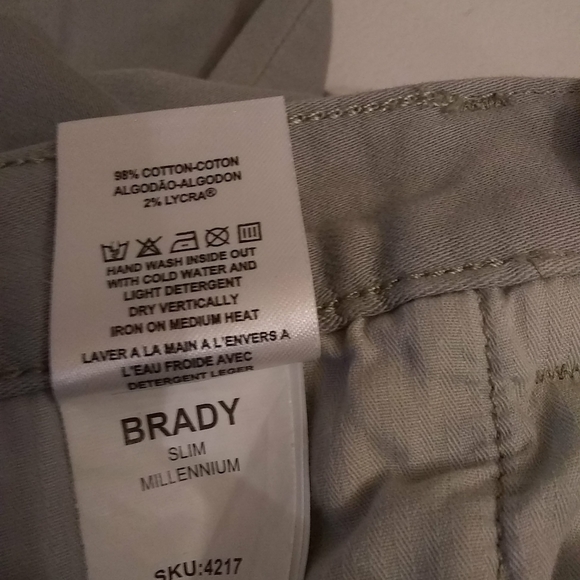 98% COTTON-COTON
ALGODÃO-ALGODON
2% LYCRA®
HAND WASH INSIDE OUT
WITH COLD WATER AND
LIGHT DETERGENT
DRY VERTICALLY
IRON ON MEDIUM HEAT
LAVER A LA MAIN A L'ENVERS A
L'EAU FROIDE AVEC
DETERGENT LEGER
BRADY
SLIM
MILLENNIUM
SKU:4217